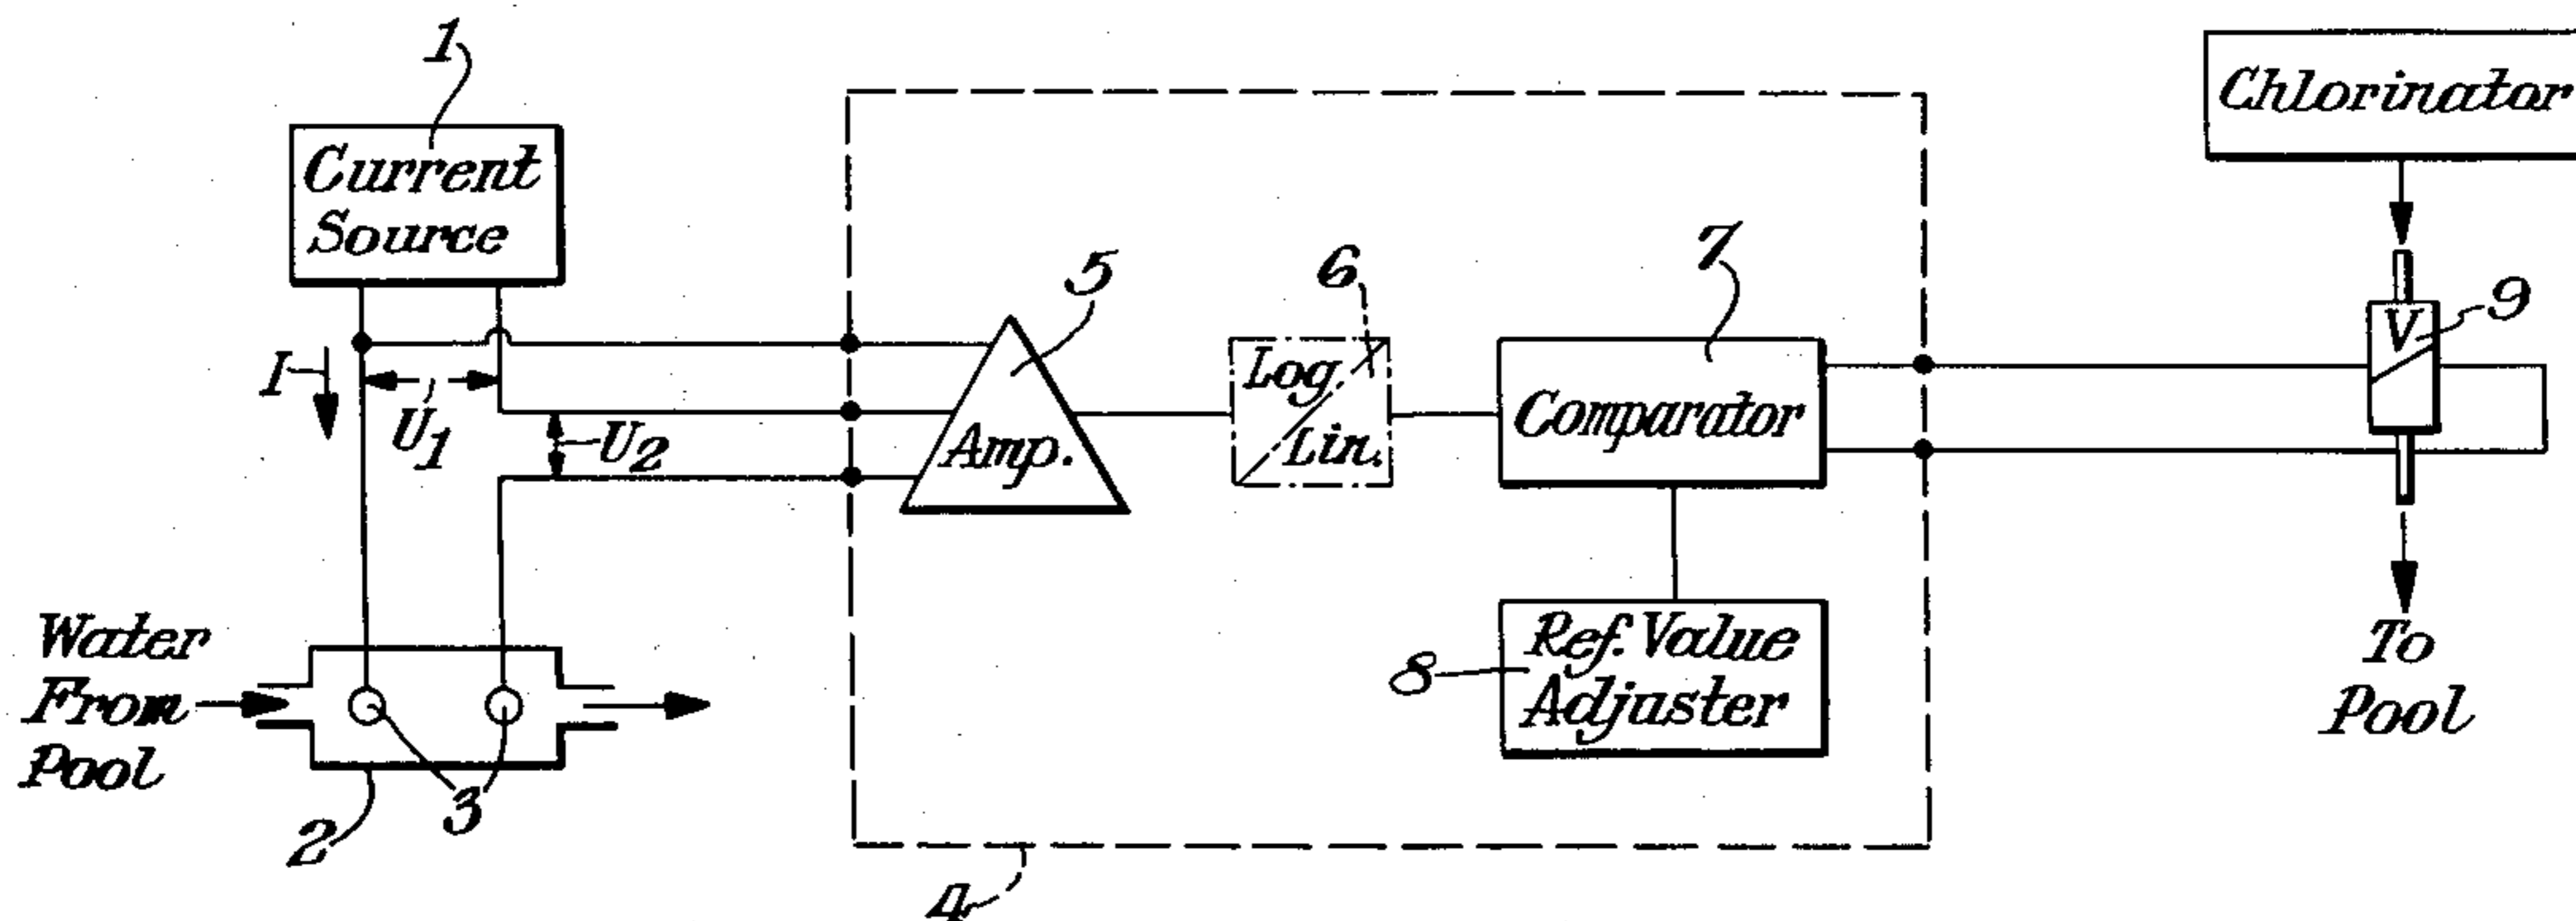 1
Current
Source
I
U1
U2
Water
From
Pool
2
3
4
5
Amp.
6
Log.
Lin.
7
Comparator
8
Ref. Value
Adjuster
Chlorinator
V
9
To
Pool